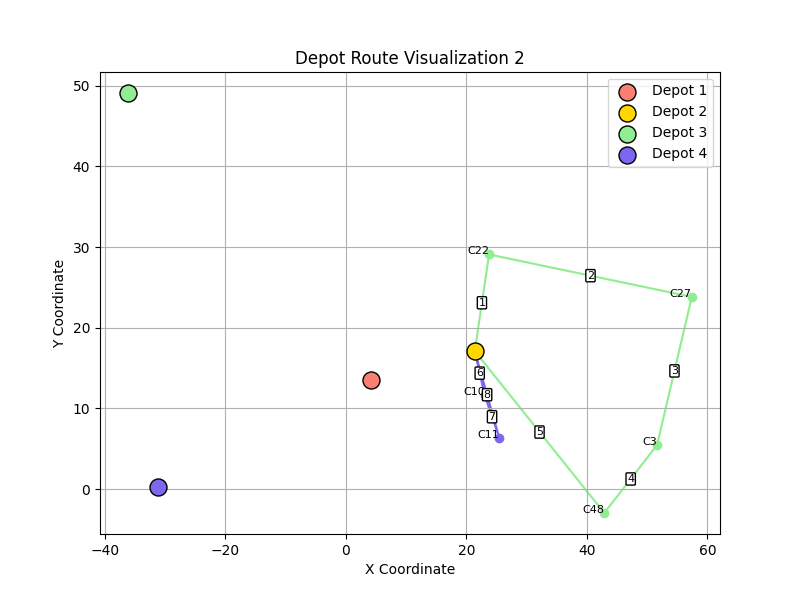 Depot Route Visualization 2
Depot 1
Depot 2
Depot 3
Depot 4
50
40
30
20
10
0
Y Coordinate
C22
2
C27
1
3
6
C10
8
7
C11
5
C3
4
C48
−40
−20
0
20
40
60
X Coordinate